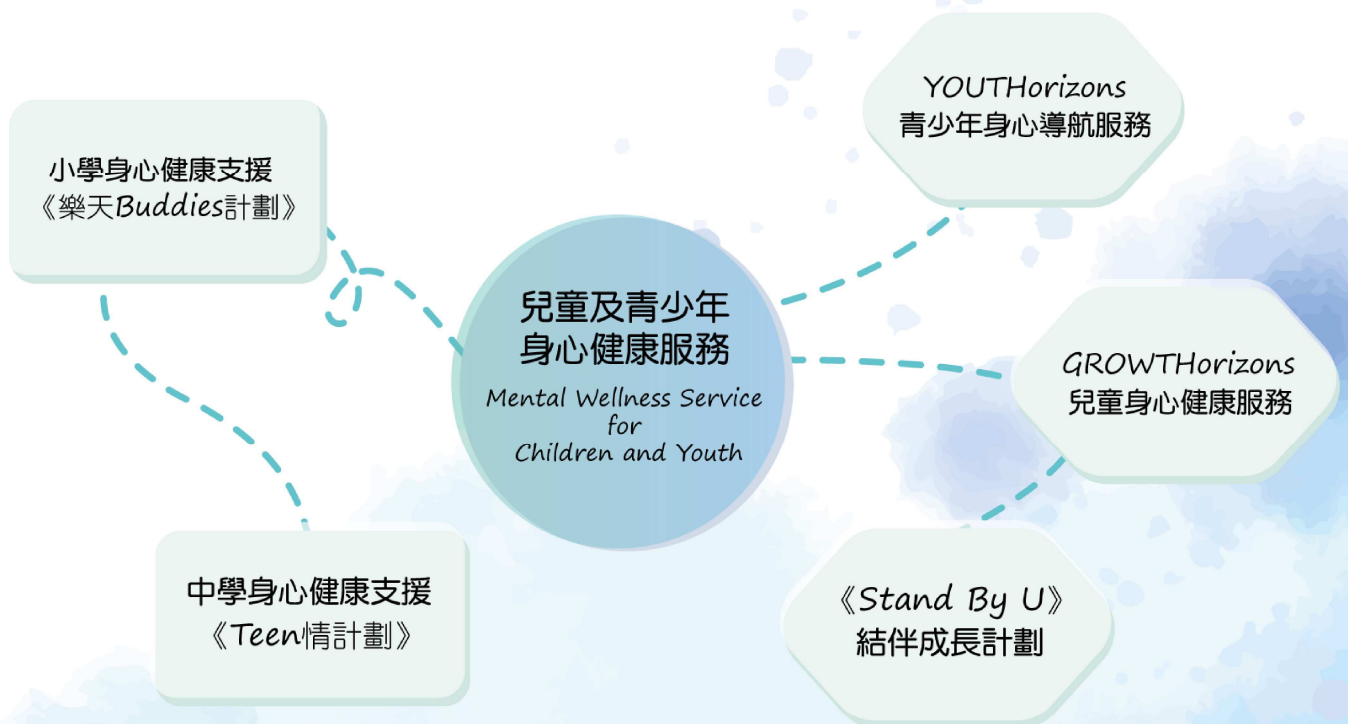 小學身心健康支援
《樂天Buddies計劃》
中學身心健康支援
《Teen情計劃》
兒童及青少年
身心健康服務
Mental Wellness Service
for
Children and Youth
YOUTHorizons
青少年身心導航服務
GROWTHorizons
兒童身心健康服務
《Stand By U》
結伴成長計劃